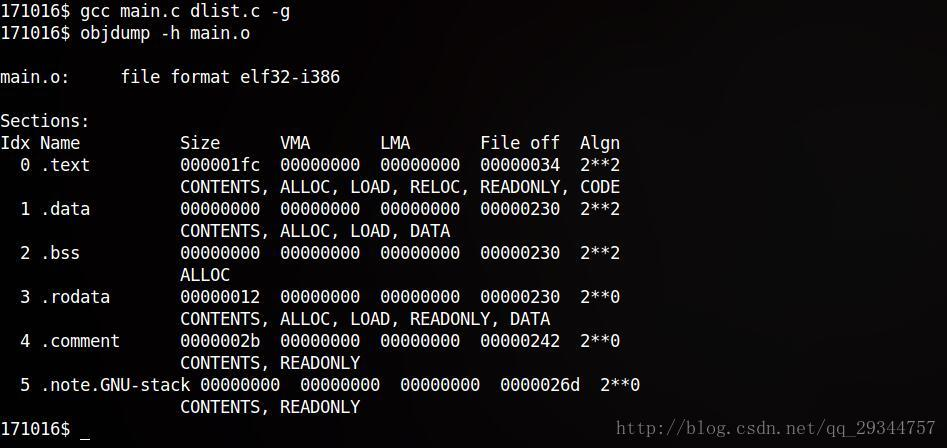 171016$ gcc main.c dlist.c -g
171016$ objdump -h main.o
main.o:     file format elf32-i386
Sections:
Idx Name          Size      VMA       LMA       File off  Algn
  0 .text         000001fc  00000000  00000000  00000034  2**2
                  CONTENTS, ALLOC, LOAD, RELOC, READONLY, CODE
  1 .data         00000000  00000000  00000000  00000230  2**2
                  CONTENTS, ALLOC, LOAD, DATA
  2 .bss          00000000  00000000  00000000  00000230  2**2
                  ALLOC
  3 .rodata       00000012  00000000  00000000  00000230  2**0
                  CONTENTS, ALLOC, LOAD, READONLY, DATA
  4 .comment      0000002b  00000000  00000000  00000242  2**0
                  CONTENTS, READONLY
  5 .note.GNU-stack 00000000  00000000  00000000  0000026d  2**0
                  CONTENTS, READONLY
171016$ _
http://blog.csdn.net/qq_29344757